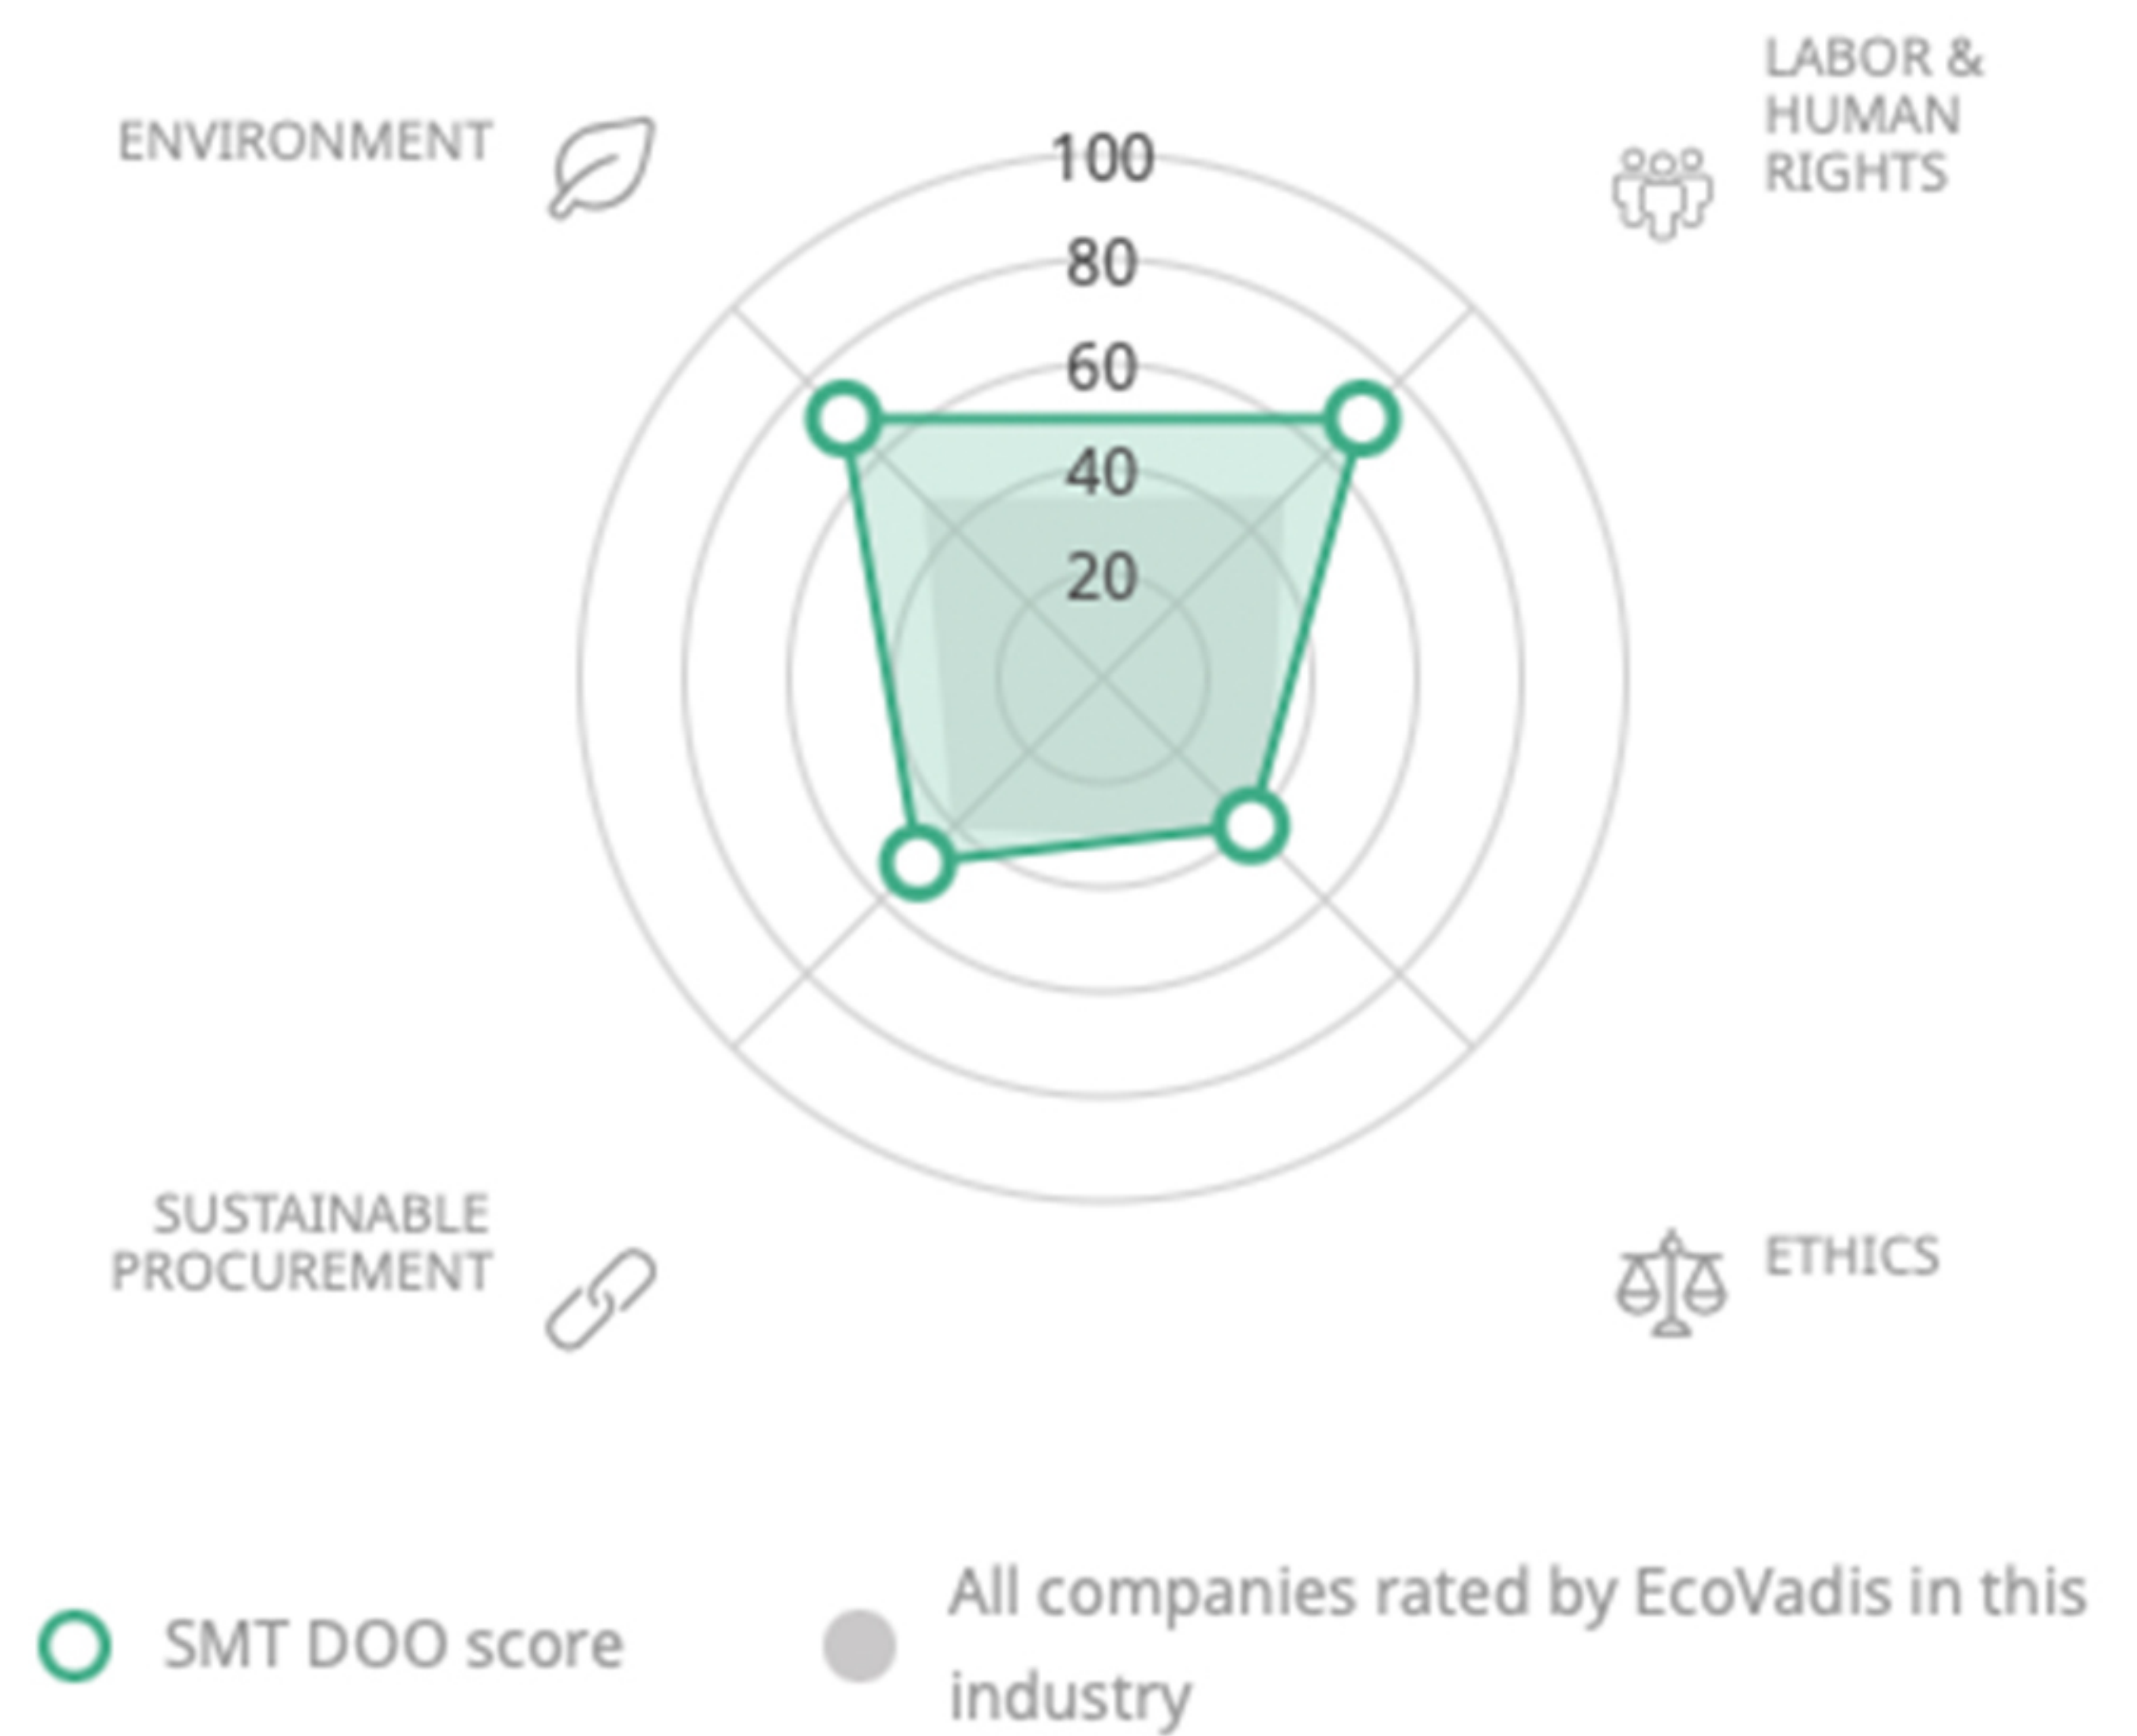 ENVIRONMENT
LABOR &
HUMAN
RIGHTS
100
80
60
40
20
SUSTAINABLE
PROCUREMENT
ETHICS
SMT DOO score
All companies rated by EcoVadis in this
industry